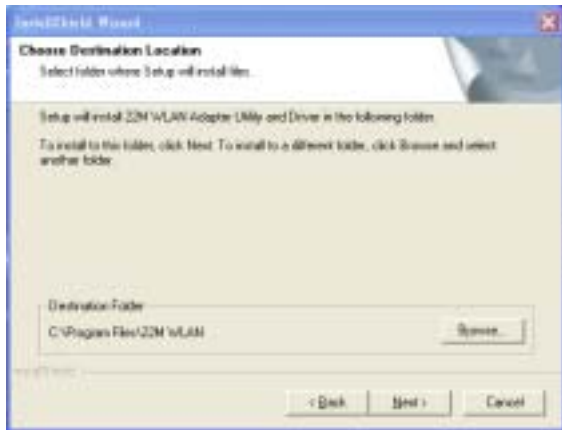 InstallShield Wizard
Choose Destination Location
Select folder where Setup will install files.
Setup will install 22M WLAN Adapter Utility and Driver in the following folder.
To install to this folder, click Next. To install to a different folder, click Browse and select
another folder.
Destination Folder
C:\Program Files\22M WLAN
Browse...
InstallShield
< Back
Next >
Cancel